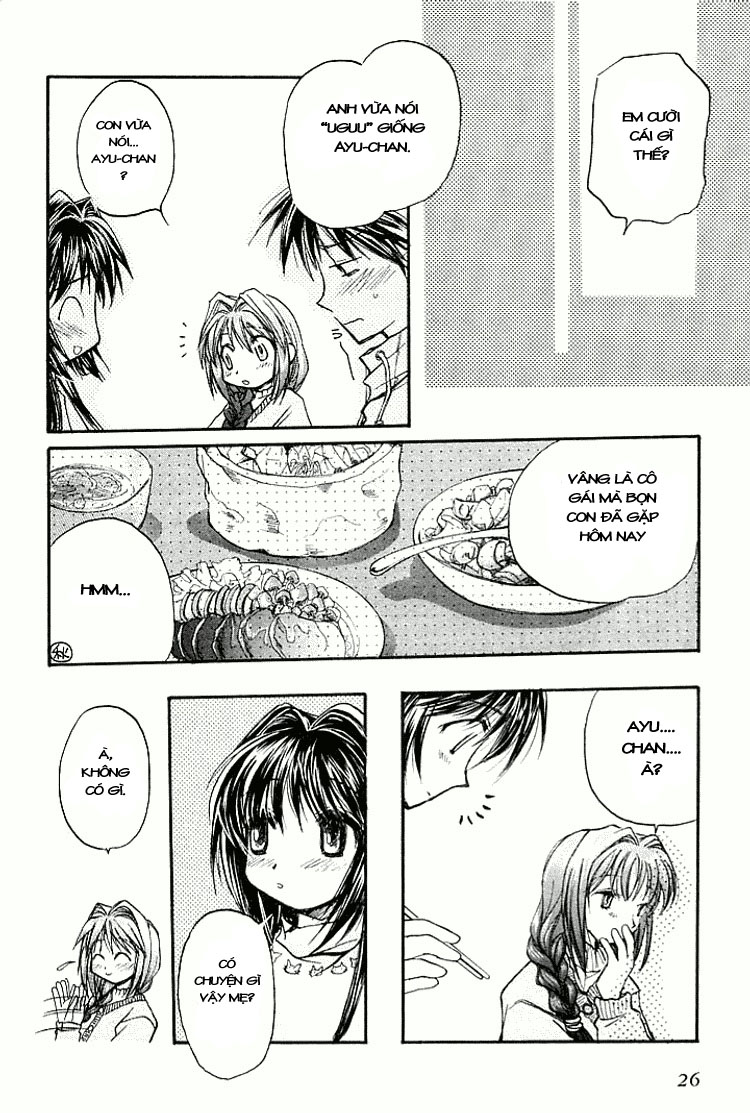 EM CƯỜI
CÁI GÌ
THẾ?
ANH VỪA NÓI
"UGUU" GIỐNG
AYU-CHAN.
CON VỪA
NÓI...
AYU-CHAN
?
VÂNG: LÀ CÔ
GÁI MÀ BỌN
CON ĐÃ GẶP
HÔM NAY
HMM...
AYU....
CHAN....
À?
CÓ
CHUYỆN GÌ
VẬY MẸ?
À,
KHÔNG
CÓ GÌ.
26